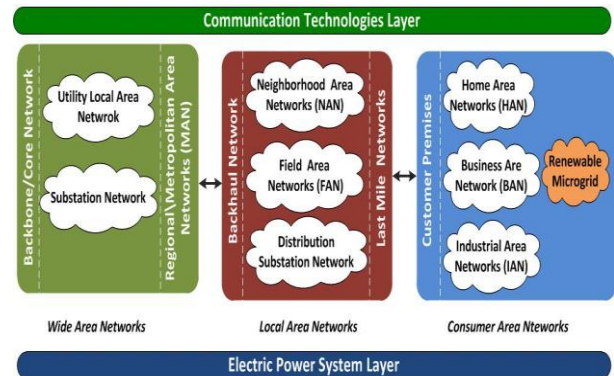 Communication Technologies Layer
Backbone/Core Network
Utility Local Area
Netwrok
Substation Network
Regional\Metropolitan Area
Networks (MAN)
Backhaul Network
Neighborhood Area
Networks (NAN)
Field Area
Networks (FAN)
Distribution
Substation Network
Last Mile Networks
Customer Premises
Home Area
Networks (HAN)
Business Are
Network (BAN)
Renewable
Microgrid
Industrial Area
Networks (IAN)
Wide Area Networks
Local Area Networks
Consumer Area Nteworks
Electric Power System Layer